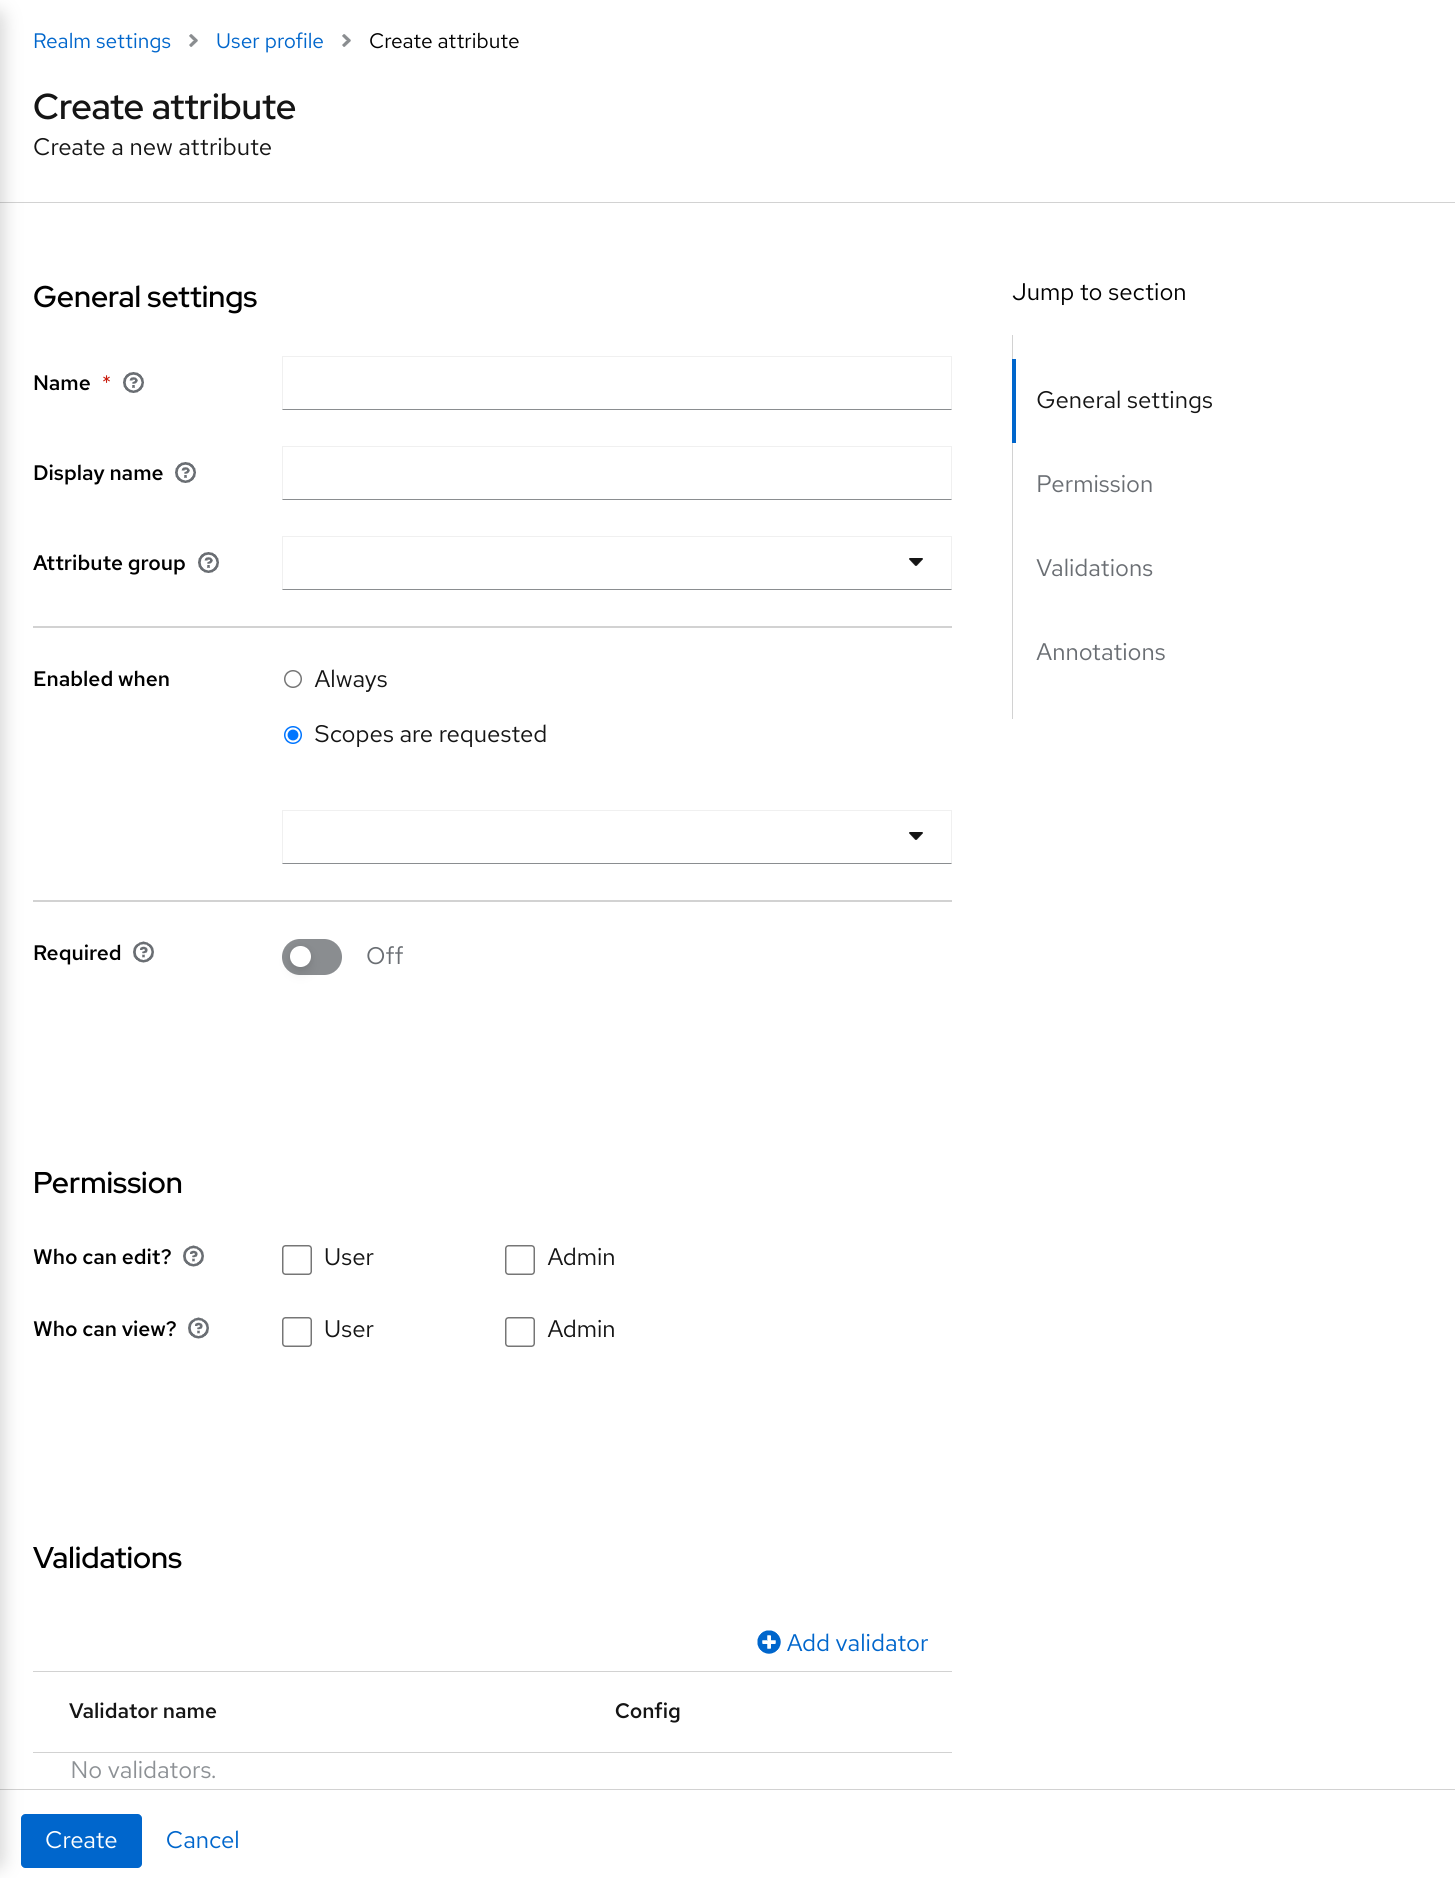 Realm settings > User profile > Create attribute
Create attribute
Create a new attribute
General settings
Name *
Display name
Attribute group
Enabled when
Always
Scopes are requested
Required
Off
Permission
Who can edit? User Admin
Who can view? User Admin
Validations
Add validator
Validator name Config
No validators.
Create Cancel
Jump to section
General settings
Permission
Validations
Annotations